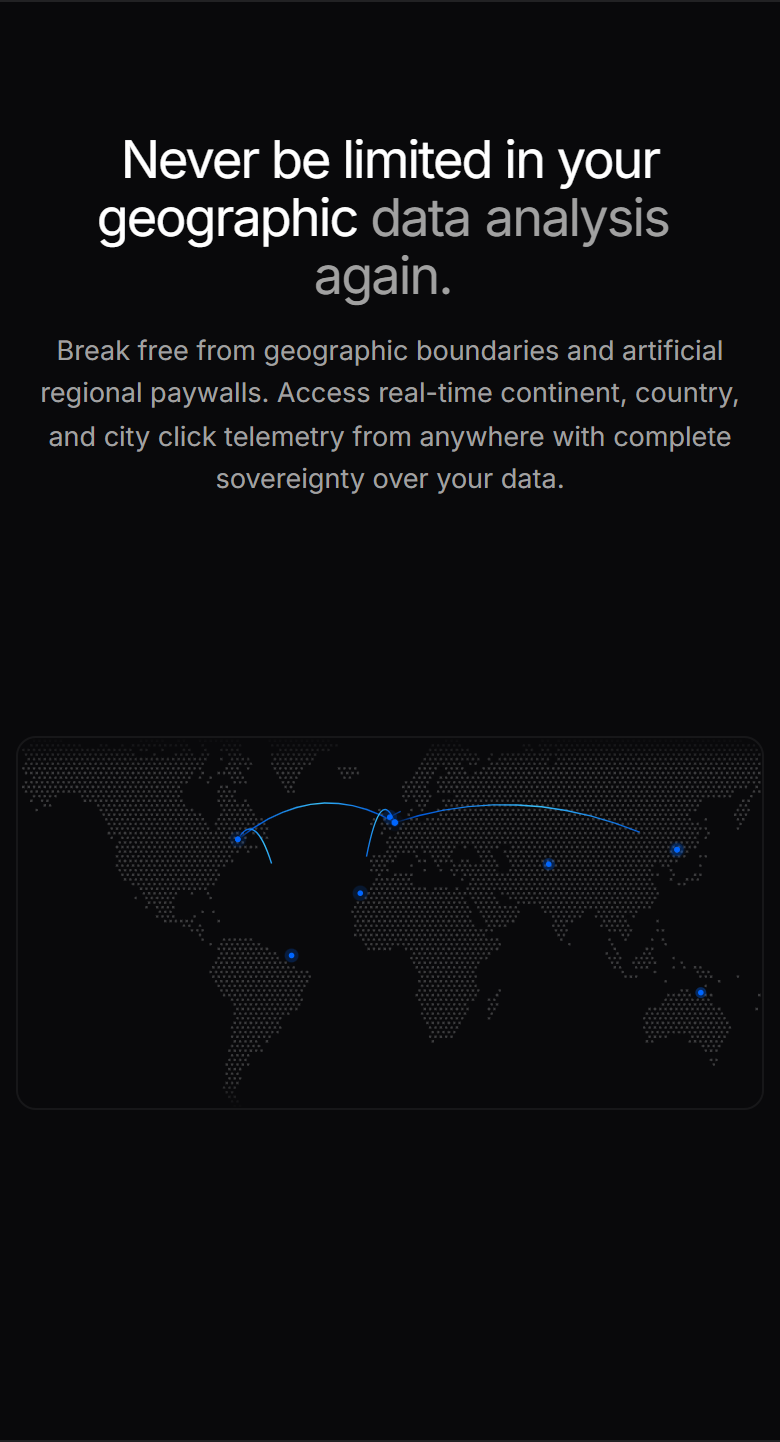 Never be limited in your
geographic data analysis
again.
Break free from geographic boundaries and artificial
regional paywalls. Access real-time continent, country,
and city click telemetry from anywhere with complete
sovereignty over your data.